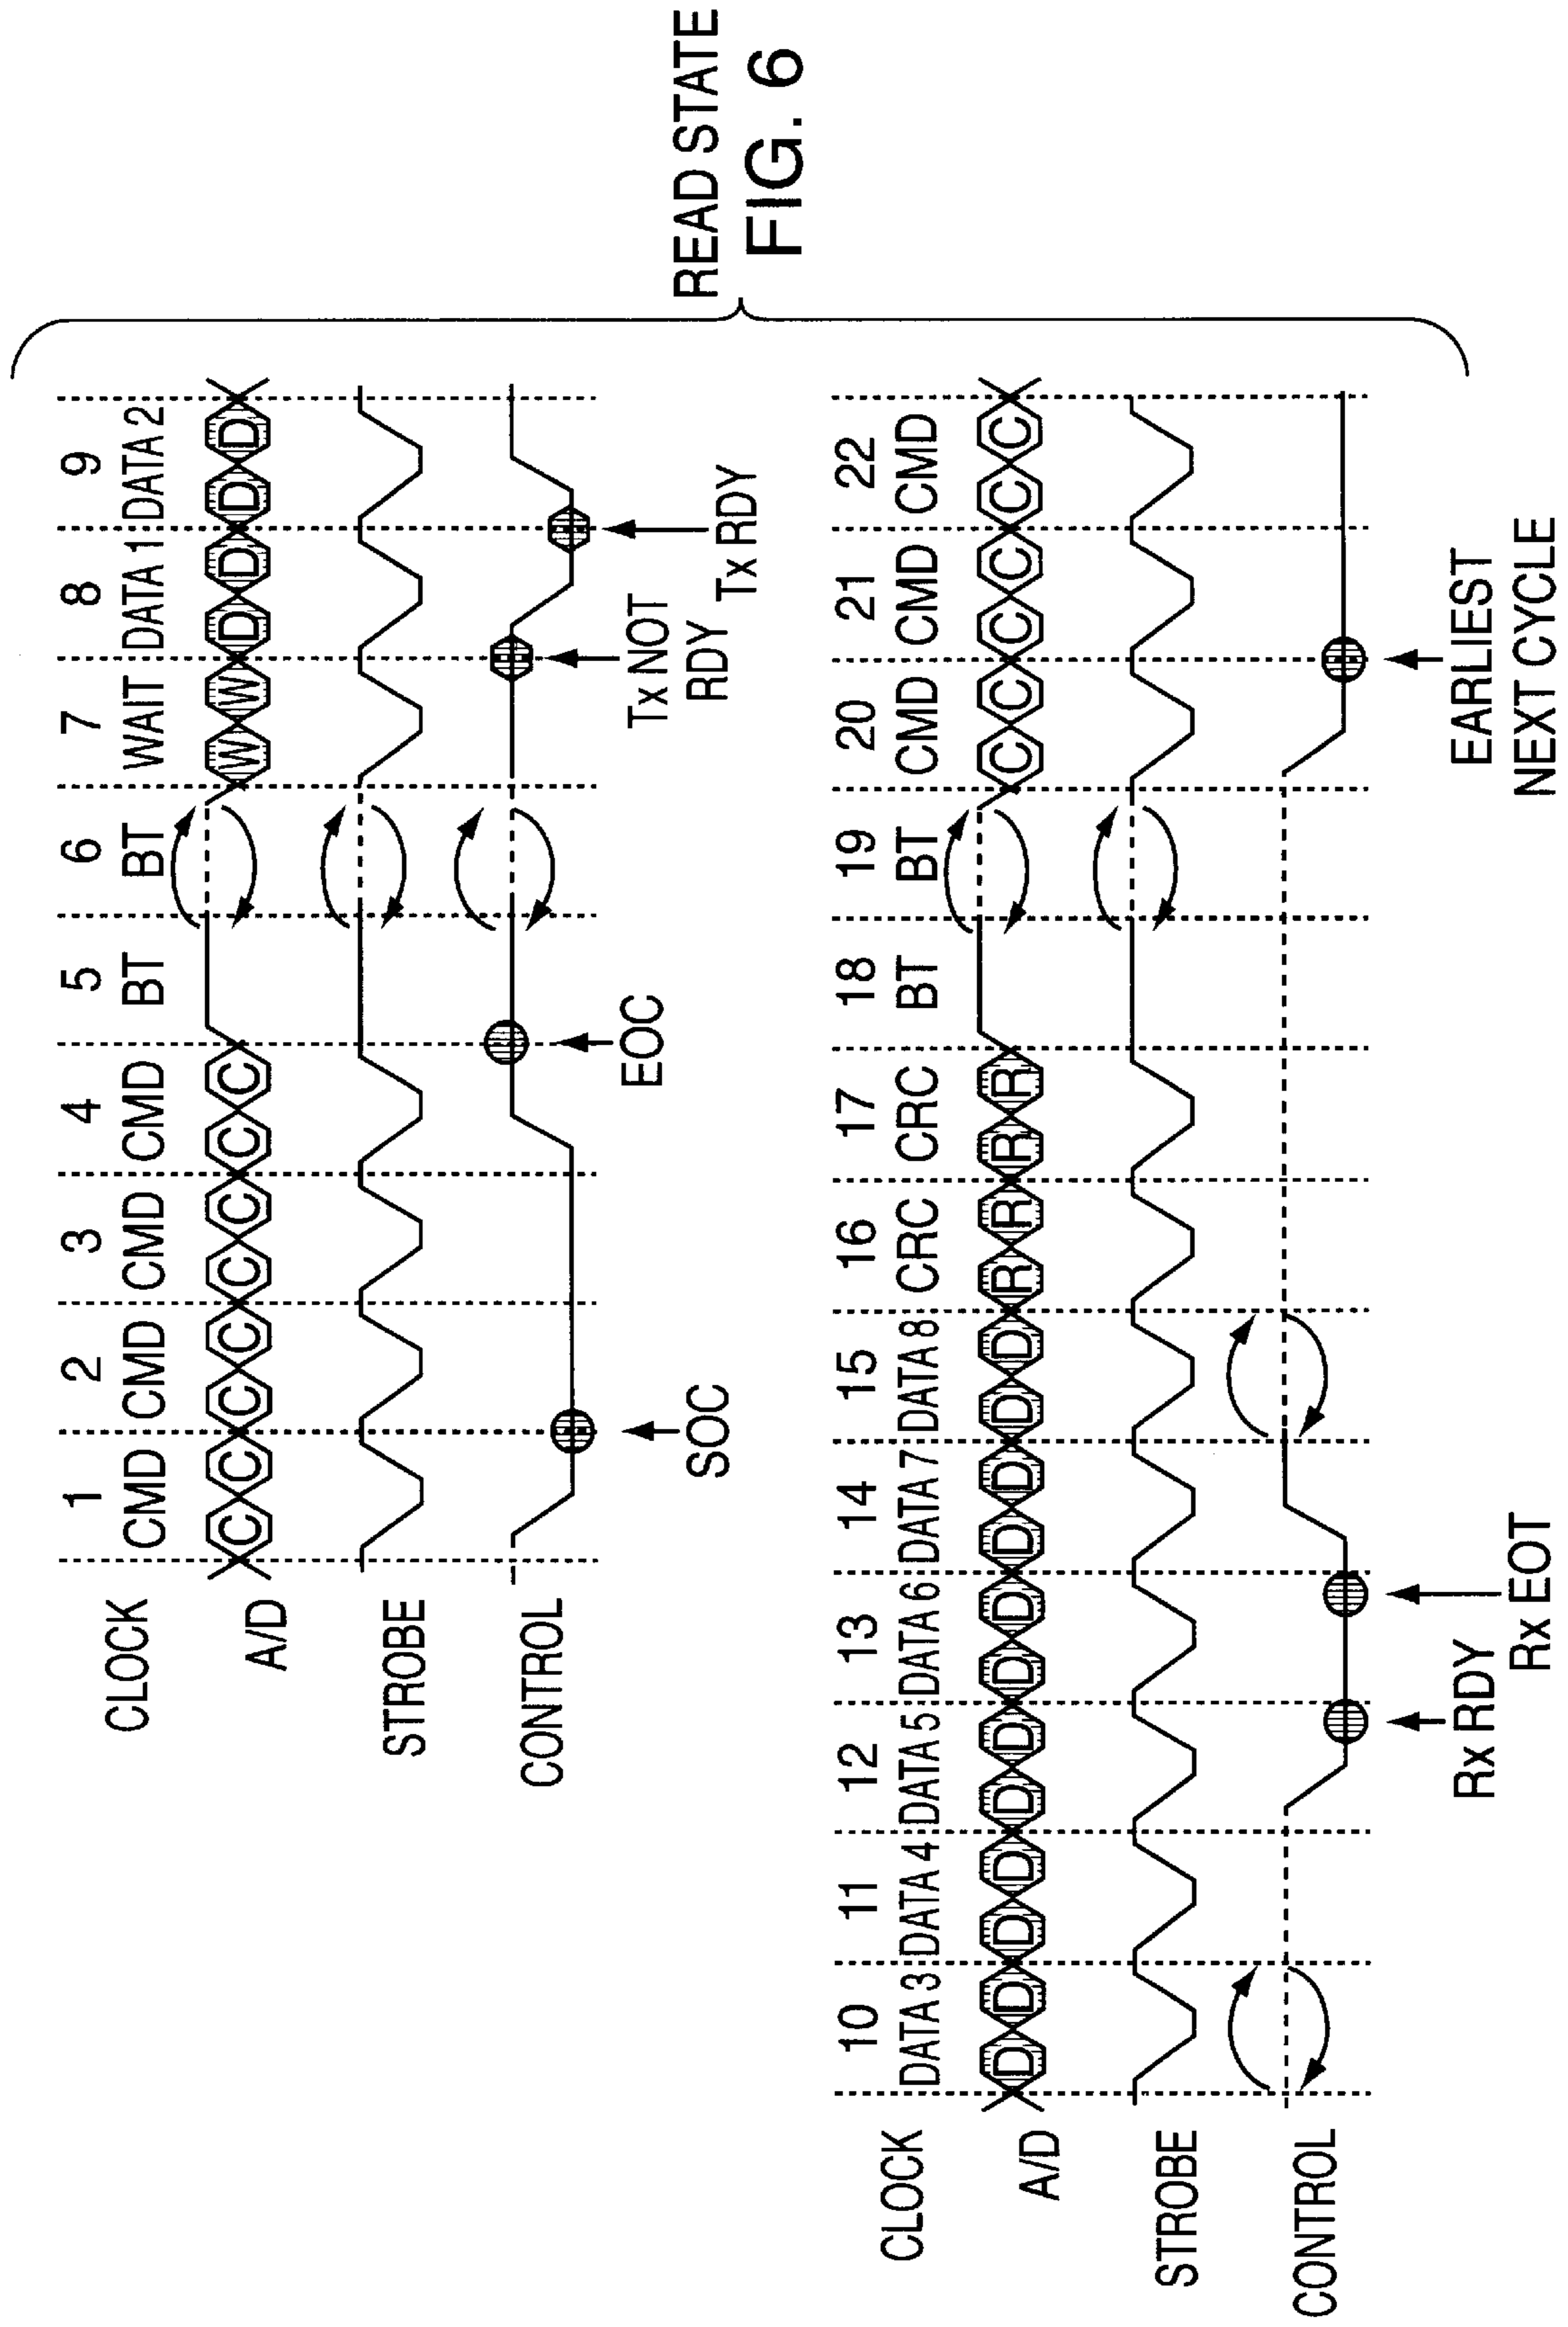 1 2 3 4 5 6 7 8 9
CLOCK CMD CMD CMD CMD BT BT WAIT DATA 1 DATA 2
A/D C C C C C C C C W W D D D D
STROBE
CONTROL
SOC
EOC
Tx NOT
RDY
Tx RDY
10 11 12 13 14 15 16 17 18 19 20 21 22
CLOCK DATA 3 DATA 4 DATA 5 DATA 6 DATA 7 DATA 8 CRC CRC BT BT CMD CMD CMD
A/D D D D D D D D D D D D D R R R R C C C C C C
STROBE
CONTROL
Rx RDY
Rx EOT
EARLIEST
NEXT CYCLE
READ STATE
FIG. 6